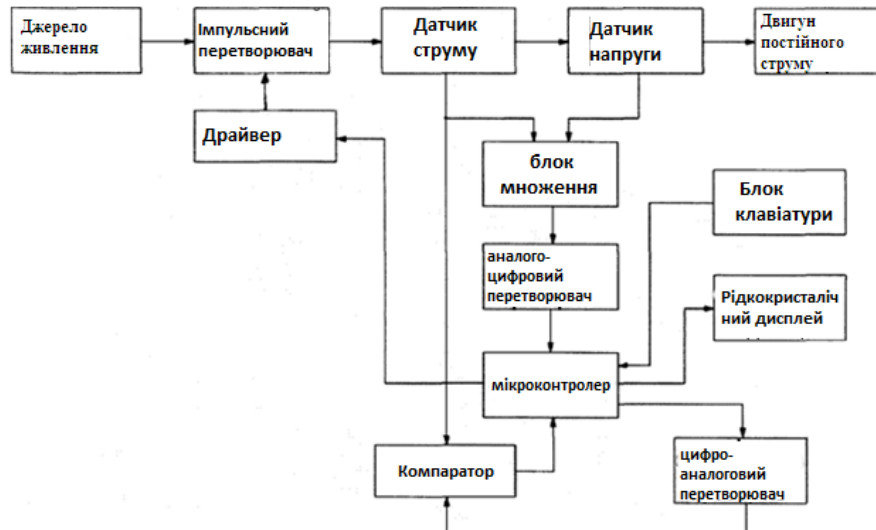 Джерело
живлення
Імпульсний
перетворювач
Датчик
струму
Датчик
напруги
Двигун
постійного
струму
Драйвер
блок
множення
Блок
клавіатури
аналого-
цифровий
перетворювач
Рідкокристаліч
ний дисплей
мікроконтролер
Компаратор
цифро-
аналоговий
перетворювач